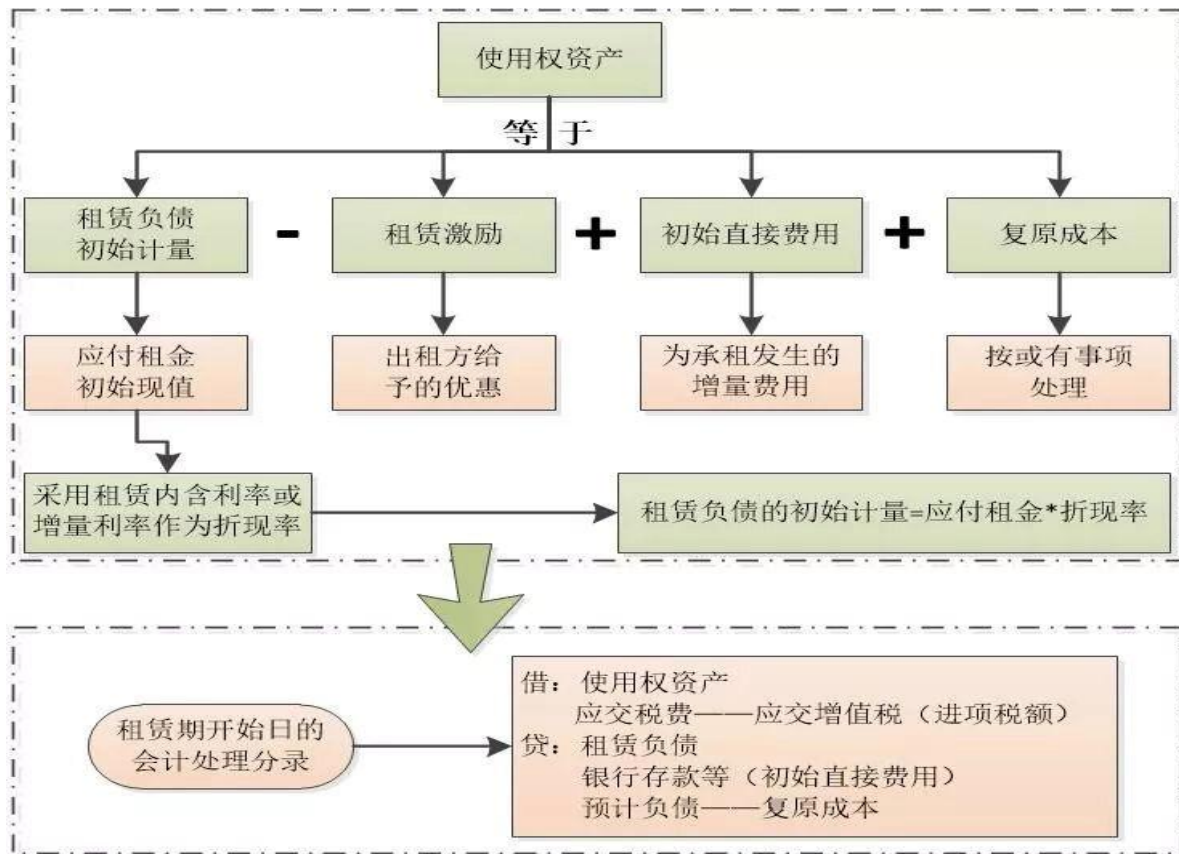 使用权资产
等于
租赁负债
初始计量
-
租赁激励
+
初始直接费用
+
复原成本
应付租金
初始现值
出租方给
予的优惠
为承租发生的
增量费用
按或有事项
处理
采用租赁内含利率或
增量利率作为折现率
租赁负债的初始计量=应付租金*折现率
租赁期开始日的
会计处理分录
借：使用权资产
应交税费——应交增值税（进项税额）
贷：租赁负债
银行存款等（初始直接费用）
预计负债——复原成本